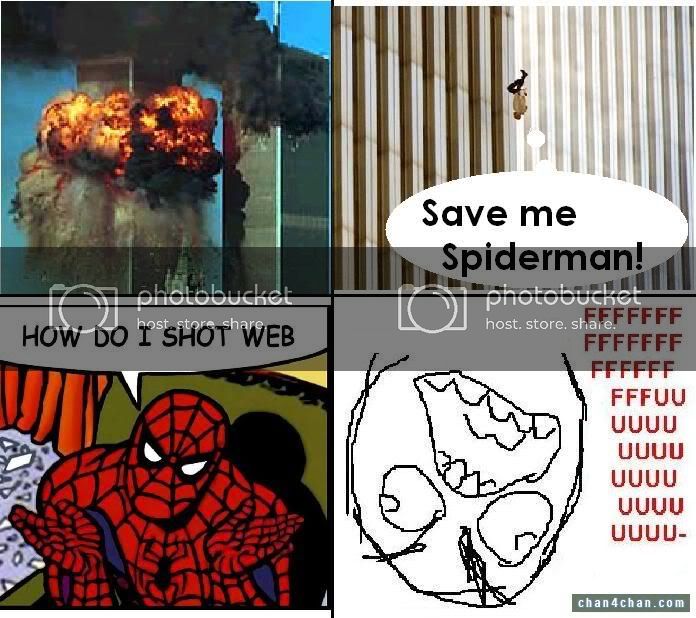 Save me
Spiderman!
photobucket
host. store. share.
photobucket
host. store. share.
HOW DO I SHOT WEB
FFFFFFF
FFFFFFF
FFFFFF
FFFUU
UUUU
UUUU
UUUU
UUUU
UUUU-
chan4chan.com